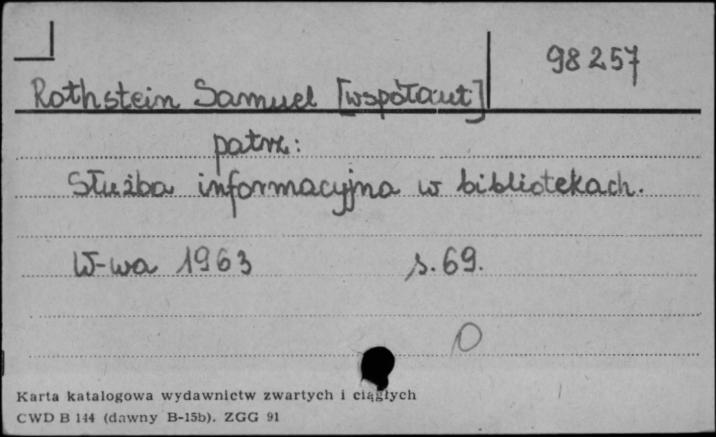 98257
Rothstein Samuel [współaut]
patrz:
Służba informacyjna w bibliotekach.
W-wa 1963 s. 69.
O
Karta katalogowa wydawnictw zwartych i ciągłych
CWD B 144 (dawny B-15b). ZGG 91